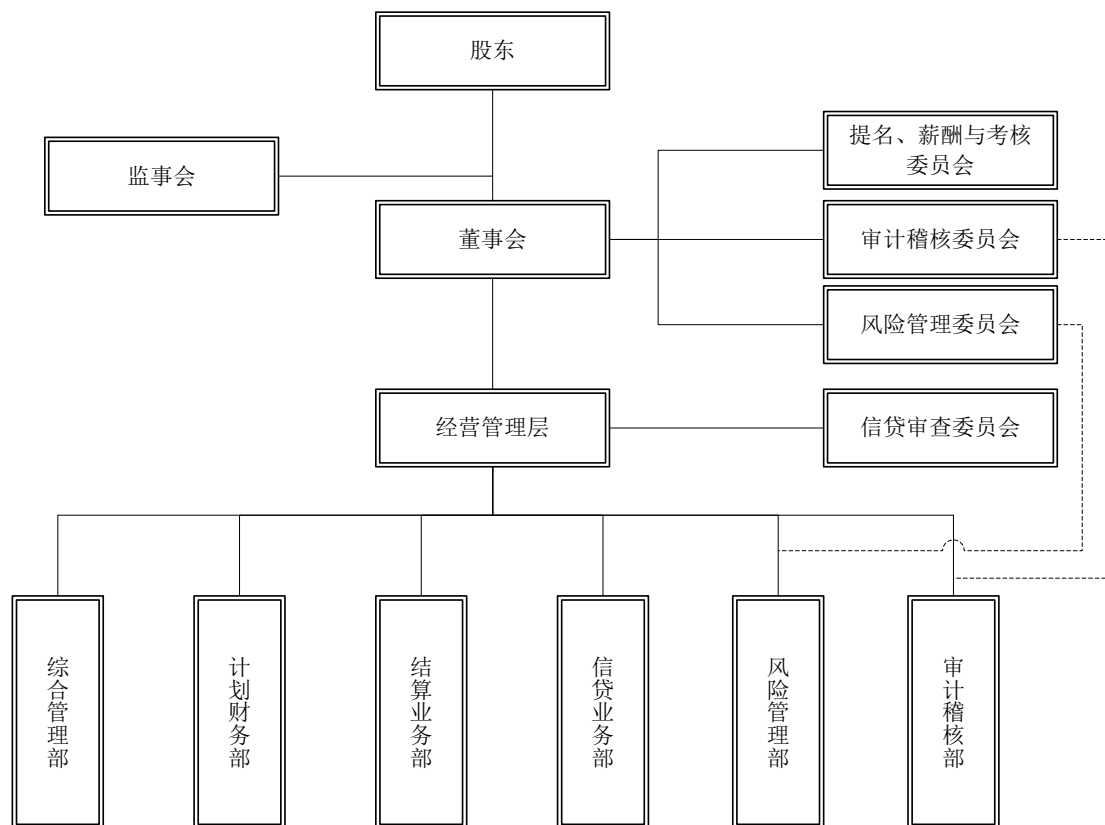 股东
提名、薪酬与考核
委员会
监事会
董事会
审计稽核委员会
风险管理委员会
经营管理层
信贷审查委员会
综合管理部
计划财务部
结算业务部
信贷业务部
风险管理部
审计稽核部